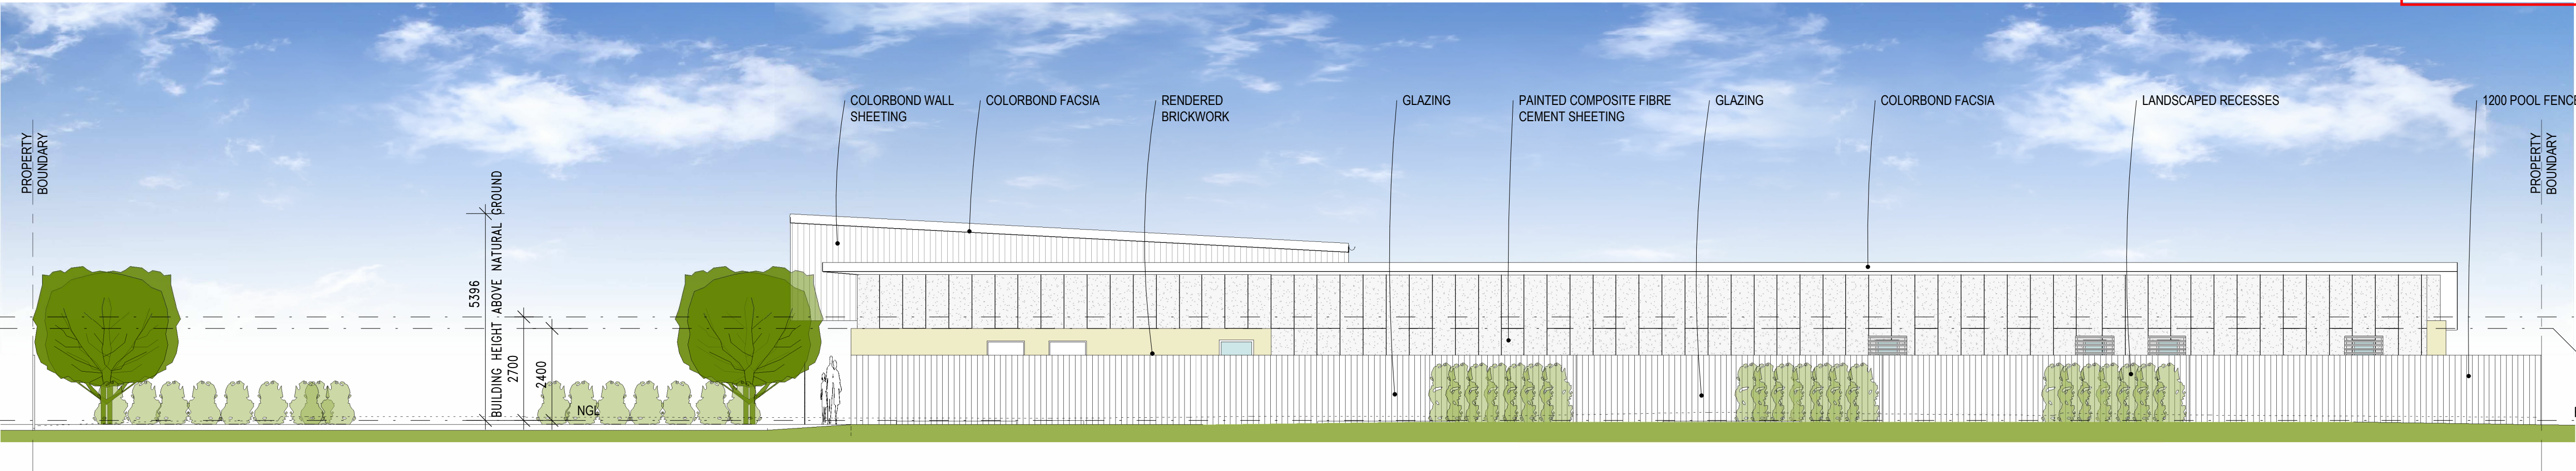 PROPERTY
BOUNDARY
COLORBOND WALL
SHEETING
COLORBOND FACSIA
RENDERED
BRICKWORK
GLAZING
PAINTED COMPOSITE FIBRE
CEMENT SHEETING
GLAZING
COLORBOND FACSIA
LANDSCAPED RECESSES
1200 POOL FENCE
PROPERTY
BOUNDARY
5396
BUILDING HEIGHT ABOVE NATURAL GROUND
2700
2400
NGL